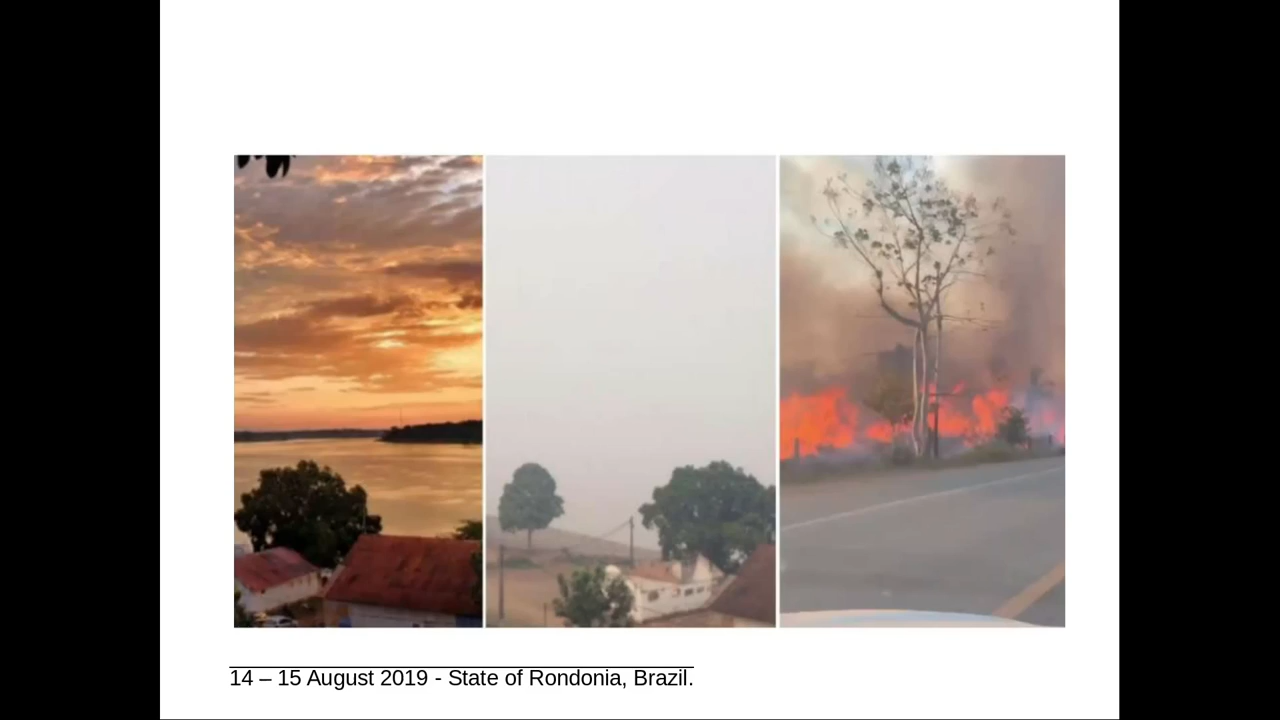 14 – 15 August 2019 - State of Rondonia, Brazil.